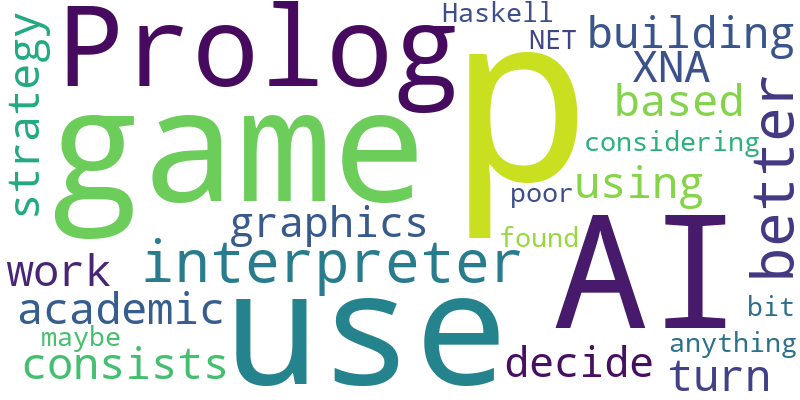 Haskell
Prolog
NET
building
strategy
p
XNA
game
based
better
considering
poor
using
graphics
found
interpreter
AI
work
academic
use
bit
maybe
anything
consists
decide
turn